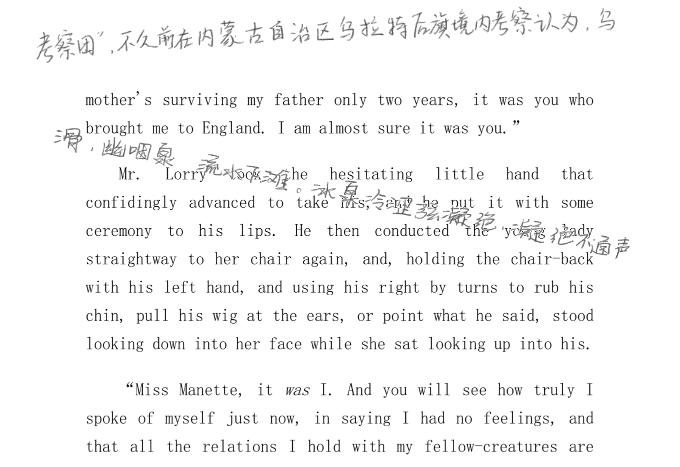 考察团”,不久前在内蒙古自治区乌拉特后旗境内考察认为,乌
mother's surviving my father only two years, it was you who
brought me to England. I am almost sure it was you.”
滑,幽咽泉 流水下滩。冰泉冷涩弦凝绝,凝绝不通声
Mr. Lorry took the hesitating little hand that
confidingly advanced to take his, and he put it with some
ceremony to his lips. He then conducted the young lady
straightway to her chair again, and, holding the chair-back
with his left hand, and using his right by turns to rub his
chin, pull his wig at the ears, or point what he said, stood
looking down into her face while she sat looking up into his.
“Miss Manette, it was I. And you will see how truly I
spoke of myself just now, in saying I had no feelings, and
that all the relations I hold with my fellow-creatures are